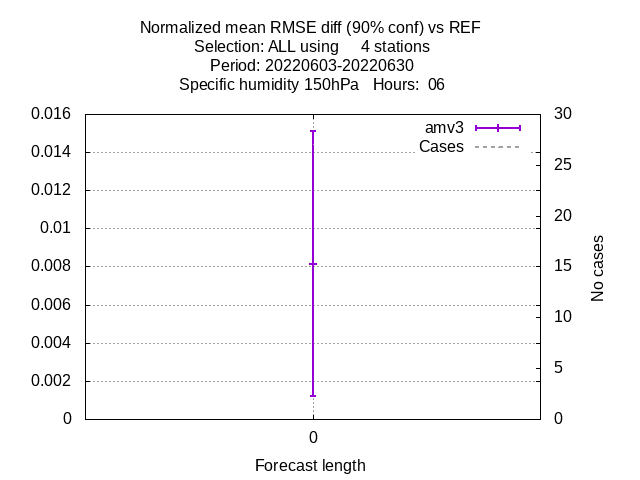 Normalized mean RMSE diff (90% conf) vs REF
Selection: ALL using     4 stations
Period: 20220603-20220630
Specific humidity 150hPa   Hours:  06
0.016
0.014
0.012
0.01
0.008
0.006
0.004
0.002
0
30
25
20
15
10
5
0
amv3
Cases
No cases
0
Forecast length